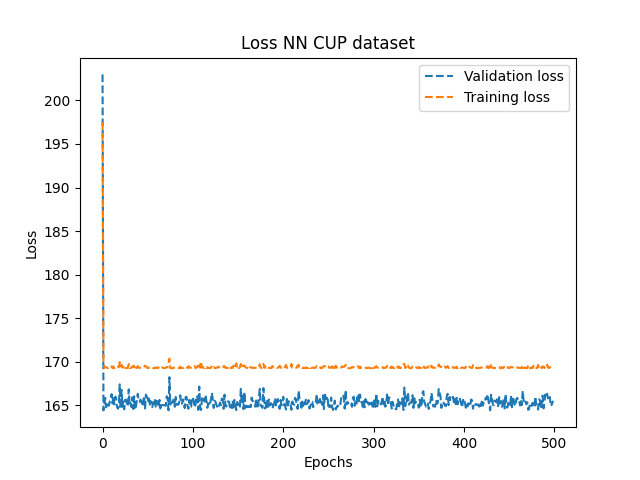 Loss NN CUP dataset
Validation loss
Training loss
200
195
190
185
180
175
170
165
Loss
0 100 200 300 400 500
Epochs